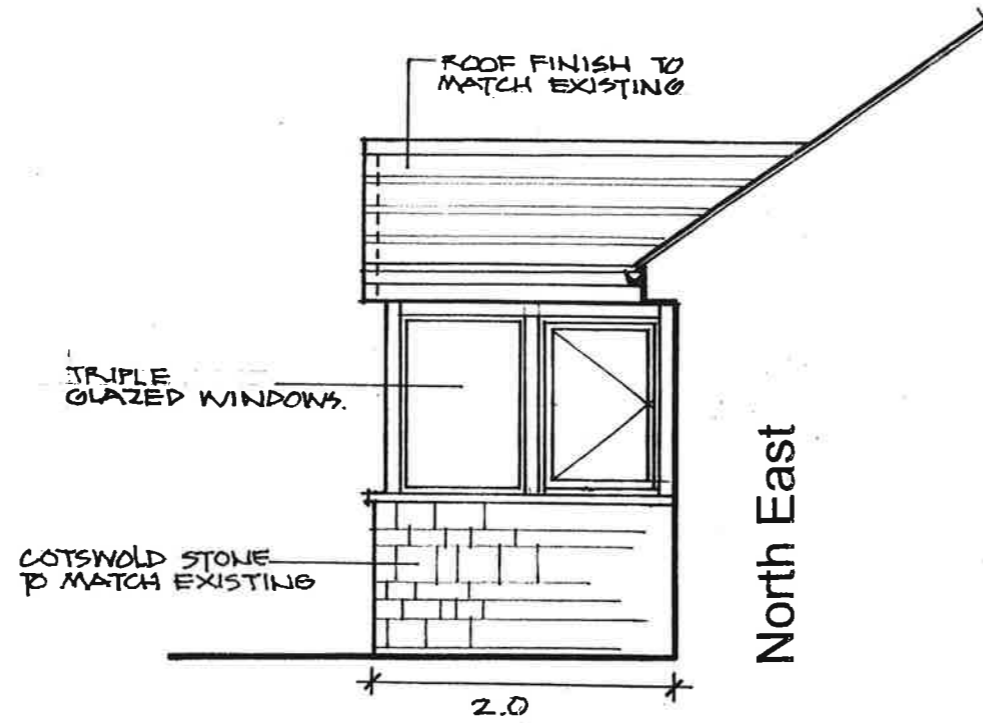 ROOF FINISH TO
MATCH EXISTING
TRIPLE
GLAZED WINDOWS.
COTSWOLD STONE
TO MATCH EXISTING
North East
2.0